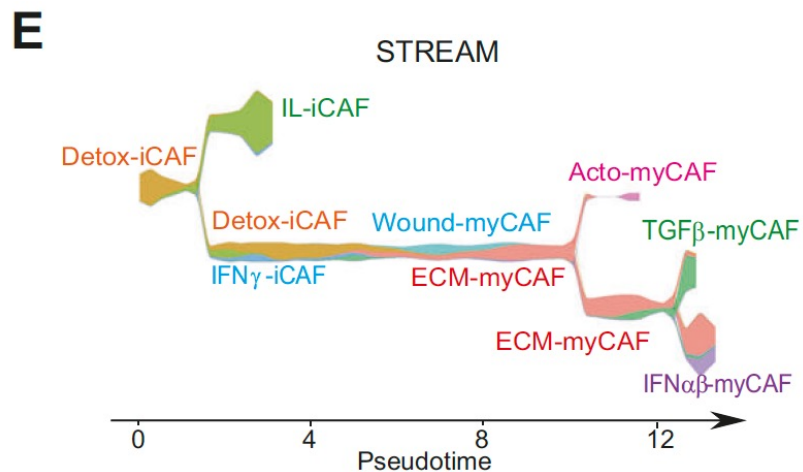 E
STREAM
IL-iCAF
Detox-iCAF
Acto-myCAF
Detox-iCAF Wound-myCAF
TGFβ-myCAF
IFNγ-iCAF ECM-myCAF
ECM-myCAF
IFNαβ-myCAF
0 4 8 12
Pseudotime